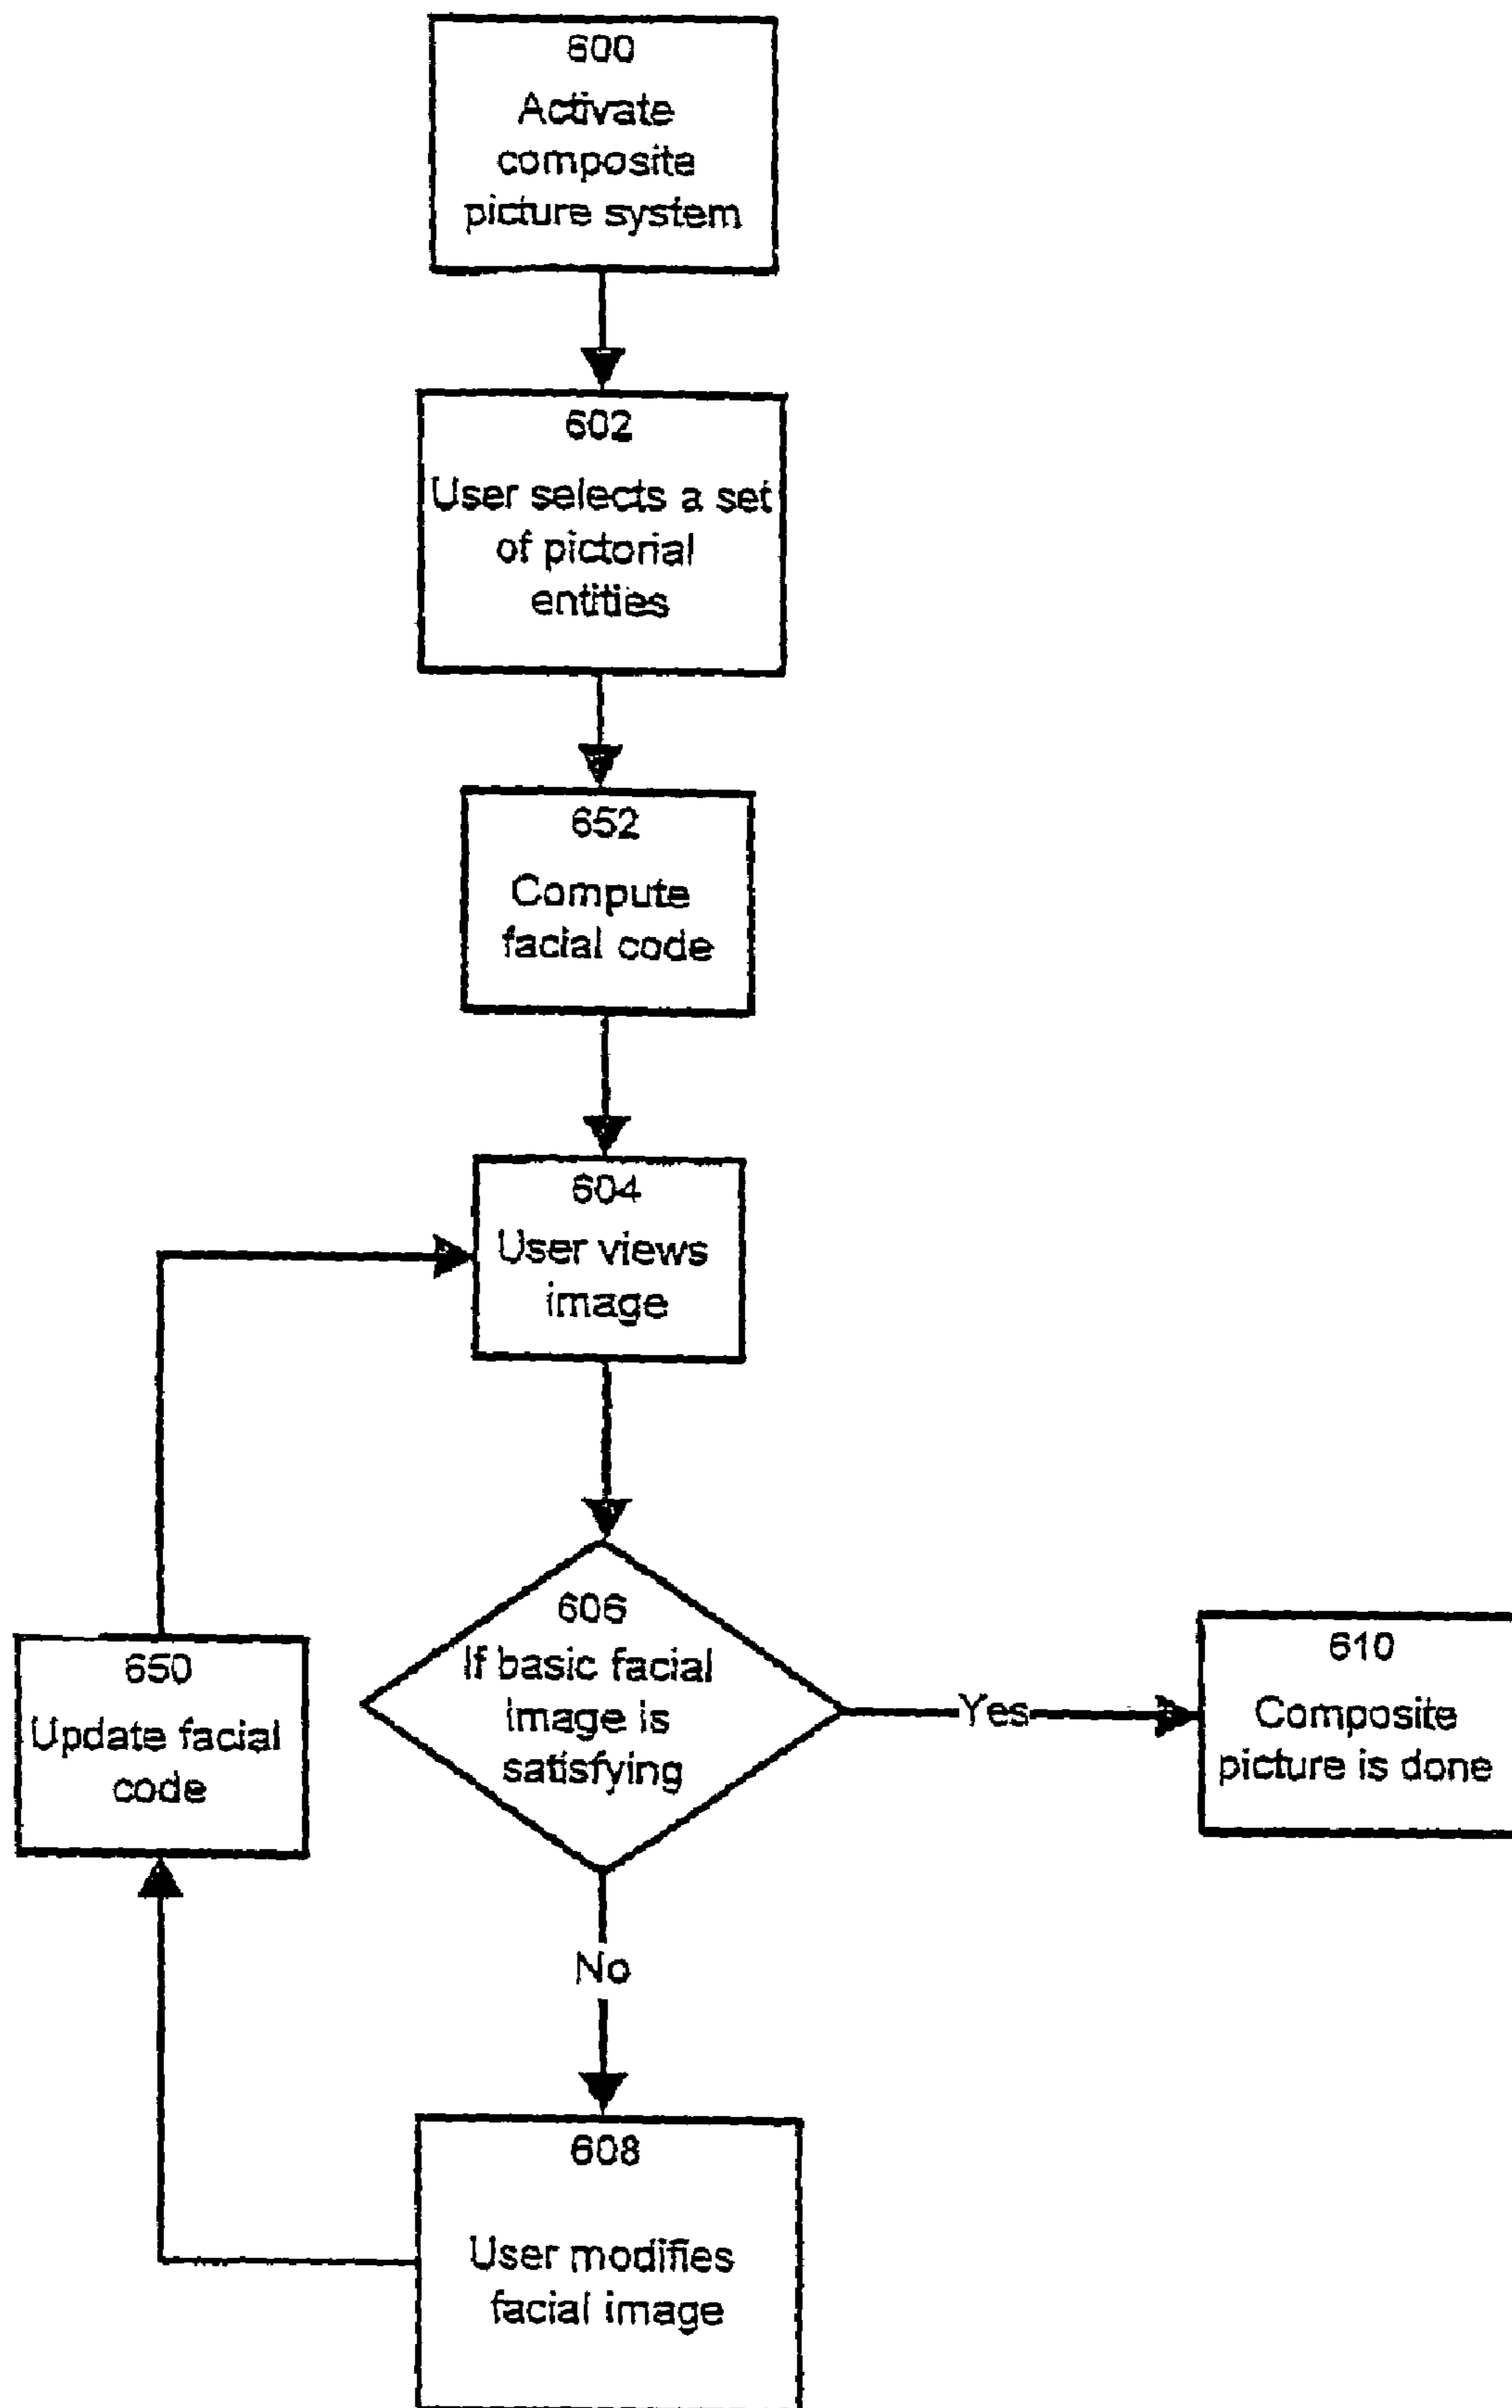 600
Activate
composite
picture system
602
User selects a set
of pictorial
entities
652
Compute
facial code
604
User views
image
606
If basic facial
image is
satisfying
Yes
610
Composite
picture is done
650
Update facial
code
No
608
User modifies
facial image